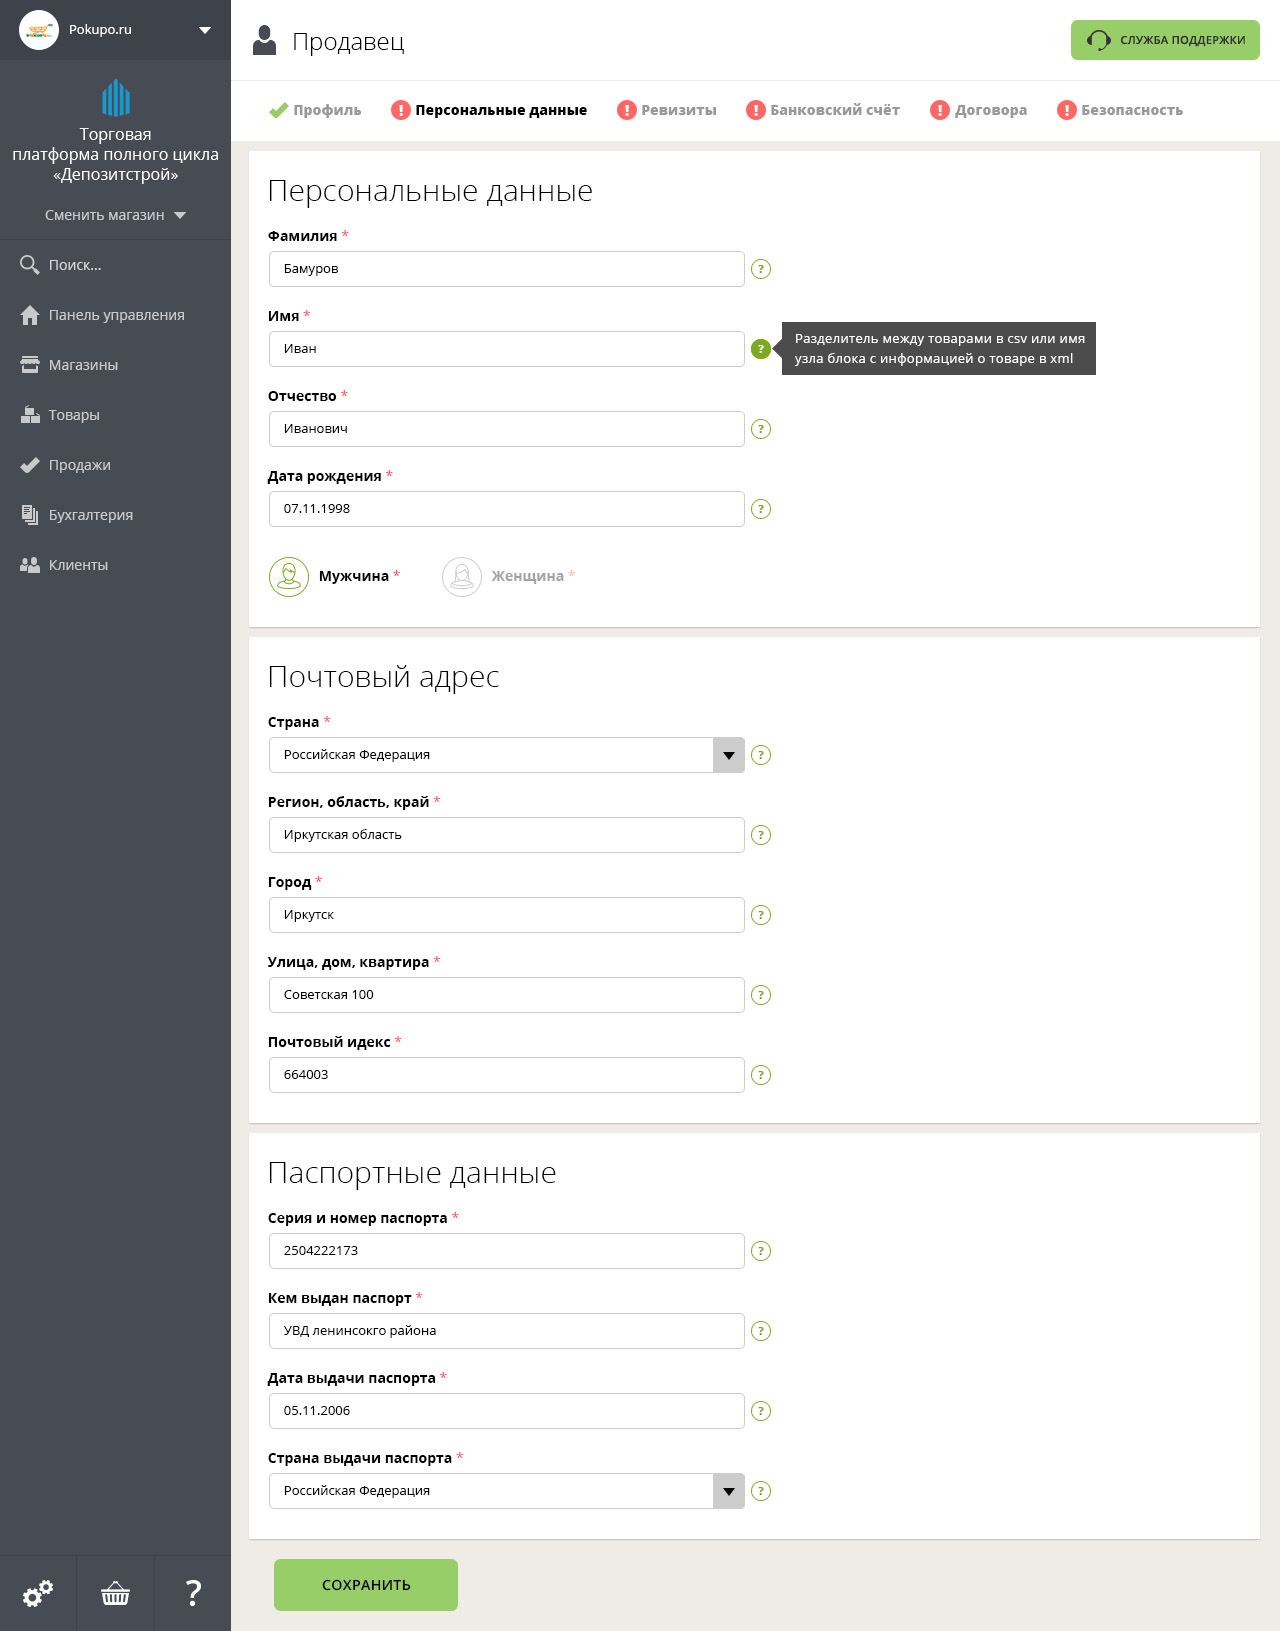 Pokupo.ru
Торговая
платформа полного цикла
«Депозитстрой»
Сменить магазин
Поиск...
Панель управления
Магазины
Товары
Продажи
Бухгалтерия
Клиенты
?
Продавец
СЛУЖБА ПОДДЕРЖКИ
Профиль
! Персональные данные
! Ревизиты
! Банковский счёт
! Договора
! Безопасность
Персональные данные
Фамилия *
Бамуров ?
Имя *
Иван ?
Разделитель между товарами в csv или имя
узла блока с информацией о товаре в xml
Отчество *
Иванович ?
Дата рождения *
07.11.1998 ?
Мужчина *
Женщина *
Почтовый адрес
Страна *
Российская Федерация ?
Регион, область, край *
Иркутская область ?
Город *
Иркутск ?
Улица, дом, квартира *
Советская 100 ?
Почтовый идекс *
664003 ?
Паспортные данные
Серия и номер паспорта *
2504222173 ?
Кем выдан паспорт *
УВД ленинсокго района ?
Дата выдачи паспорта *
05.11.2006 ?
Страна выдачи паспорта *
Российская Федерация ?
СОХРАНИТЬ